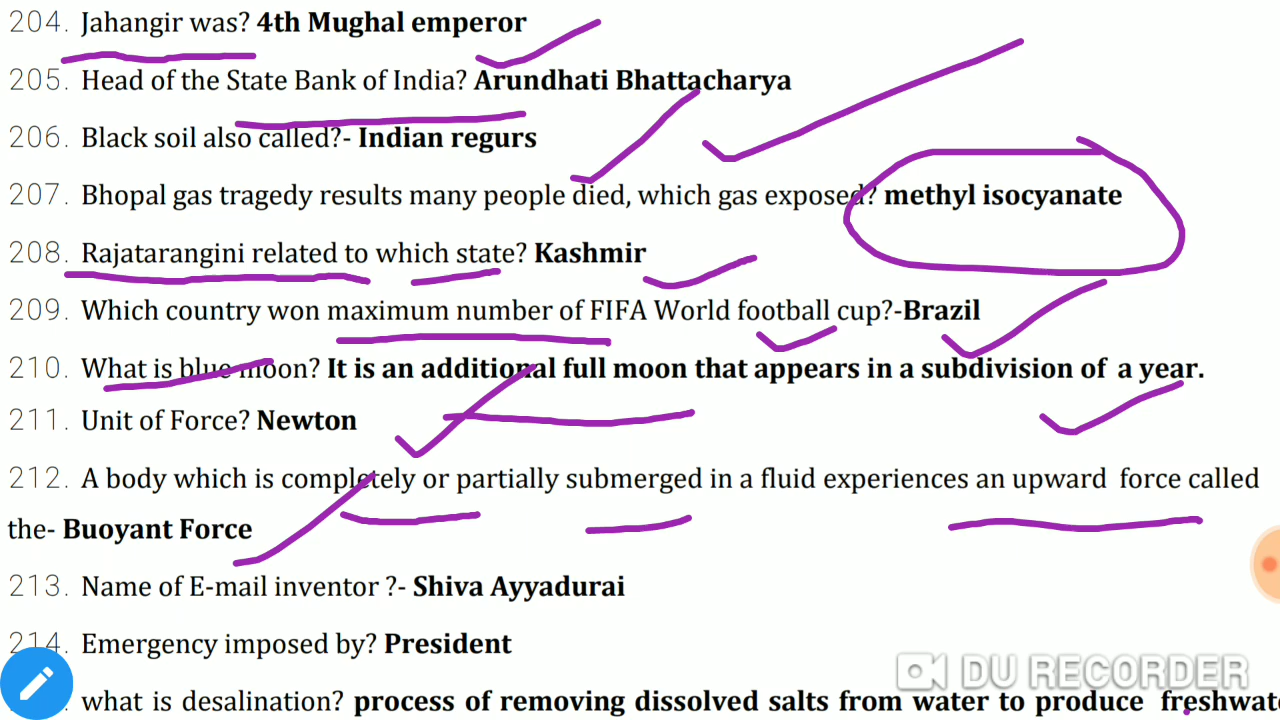 204. Jahangir was? 4th Mughal emperor
205. Head of the State Bank of India? Arundhati Bhattacharya
206. Black soil also called?- Indian regurs
207. Bhopal gas tragedy results many people died, which gas exposed? methyl isocyanate
208. Rajatarangini related to which state? Kashmir
209. Which country won maximum number of FIFA World football cup?-Brazil
210. What is blue moon? It is an additional full moon that appears in a subdivision of a year.
211. Unit of Force? Newton
212. A body which is completely or partially submerged in a fluid experiences an upward force called
the- Buoyant Force
213. Name of E-mail inventor ?- Shiva Ayyadurai
214. Emergency imposed by? President
DU RECORDER
what is desalination? process of removing dissolved salts from water to produce freshwat